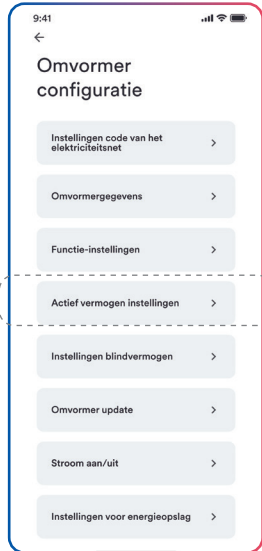 9:41
Omvormer
configuratie
Instellingen code van het
elektriciteitsnet
Omvormergegevens
Functie-instellingen
Actief vermogen instellingen
Instellingen blindvermogen
Omvormer update
Stroom aan/uit
Instellingen voor energieopslag